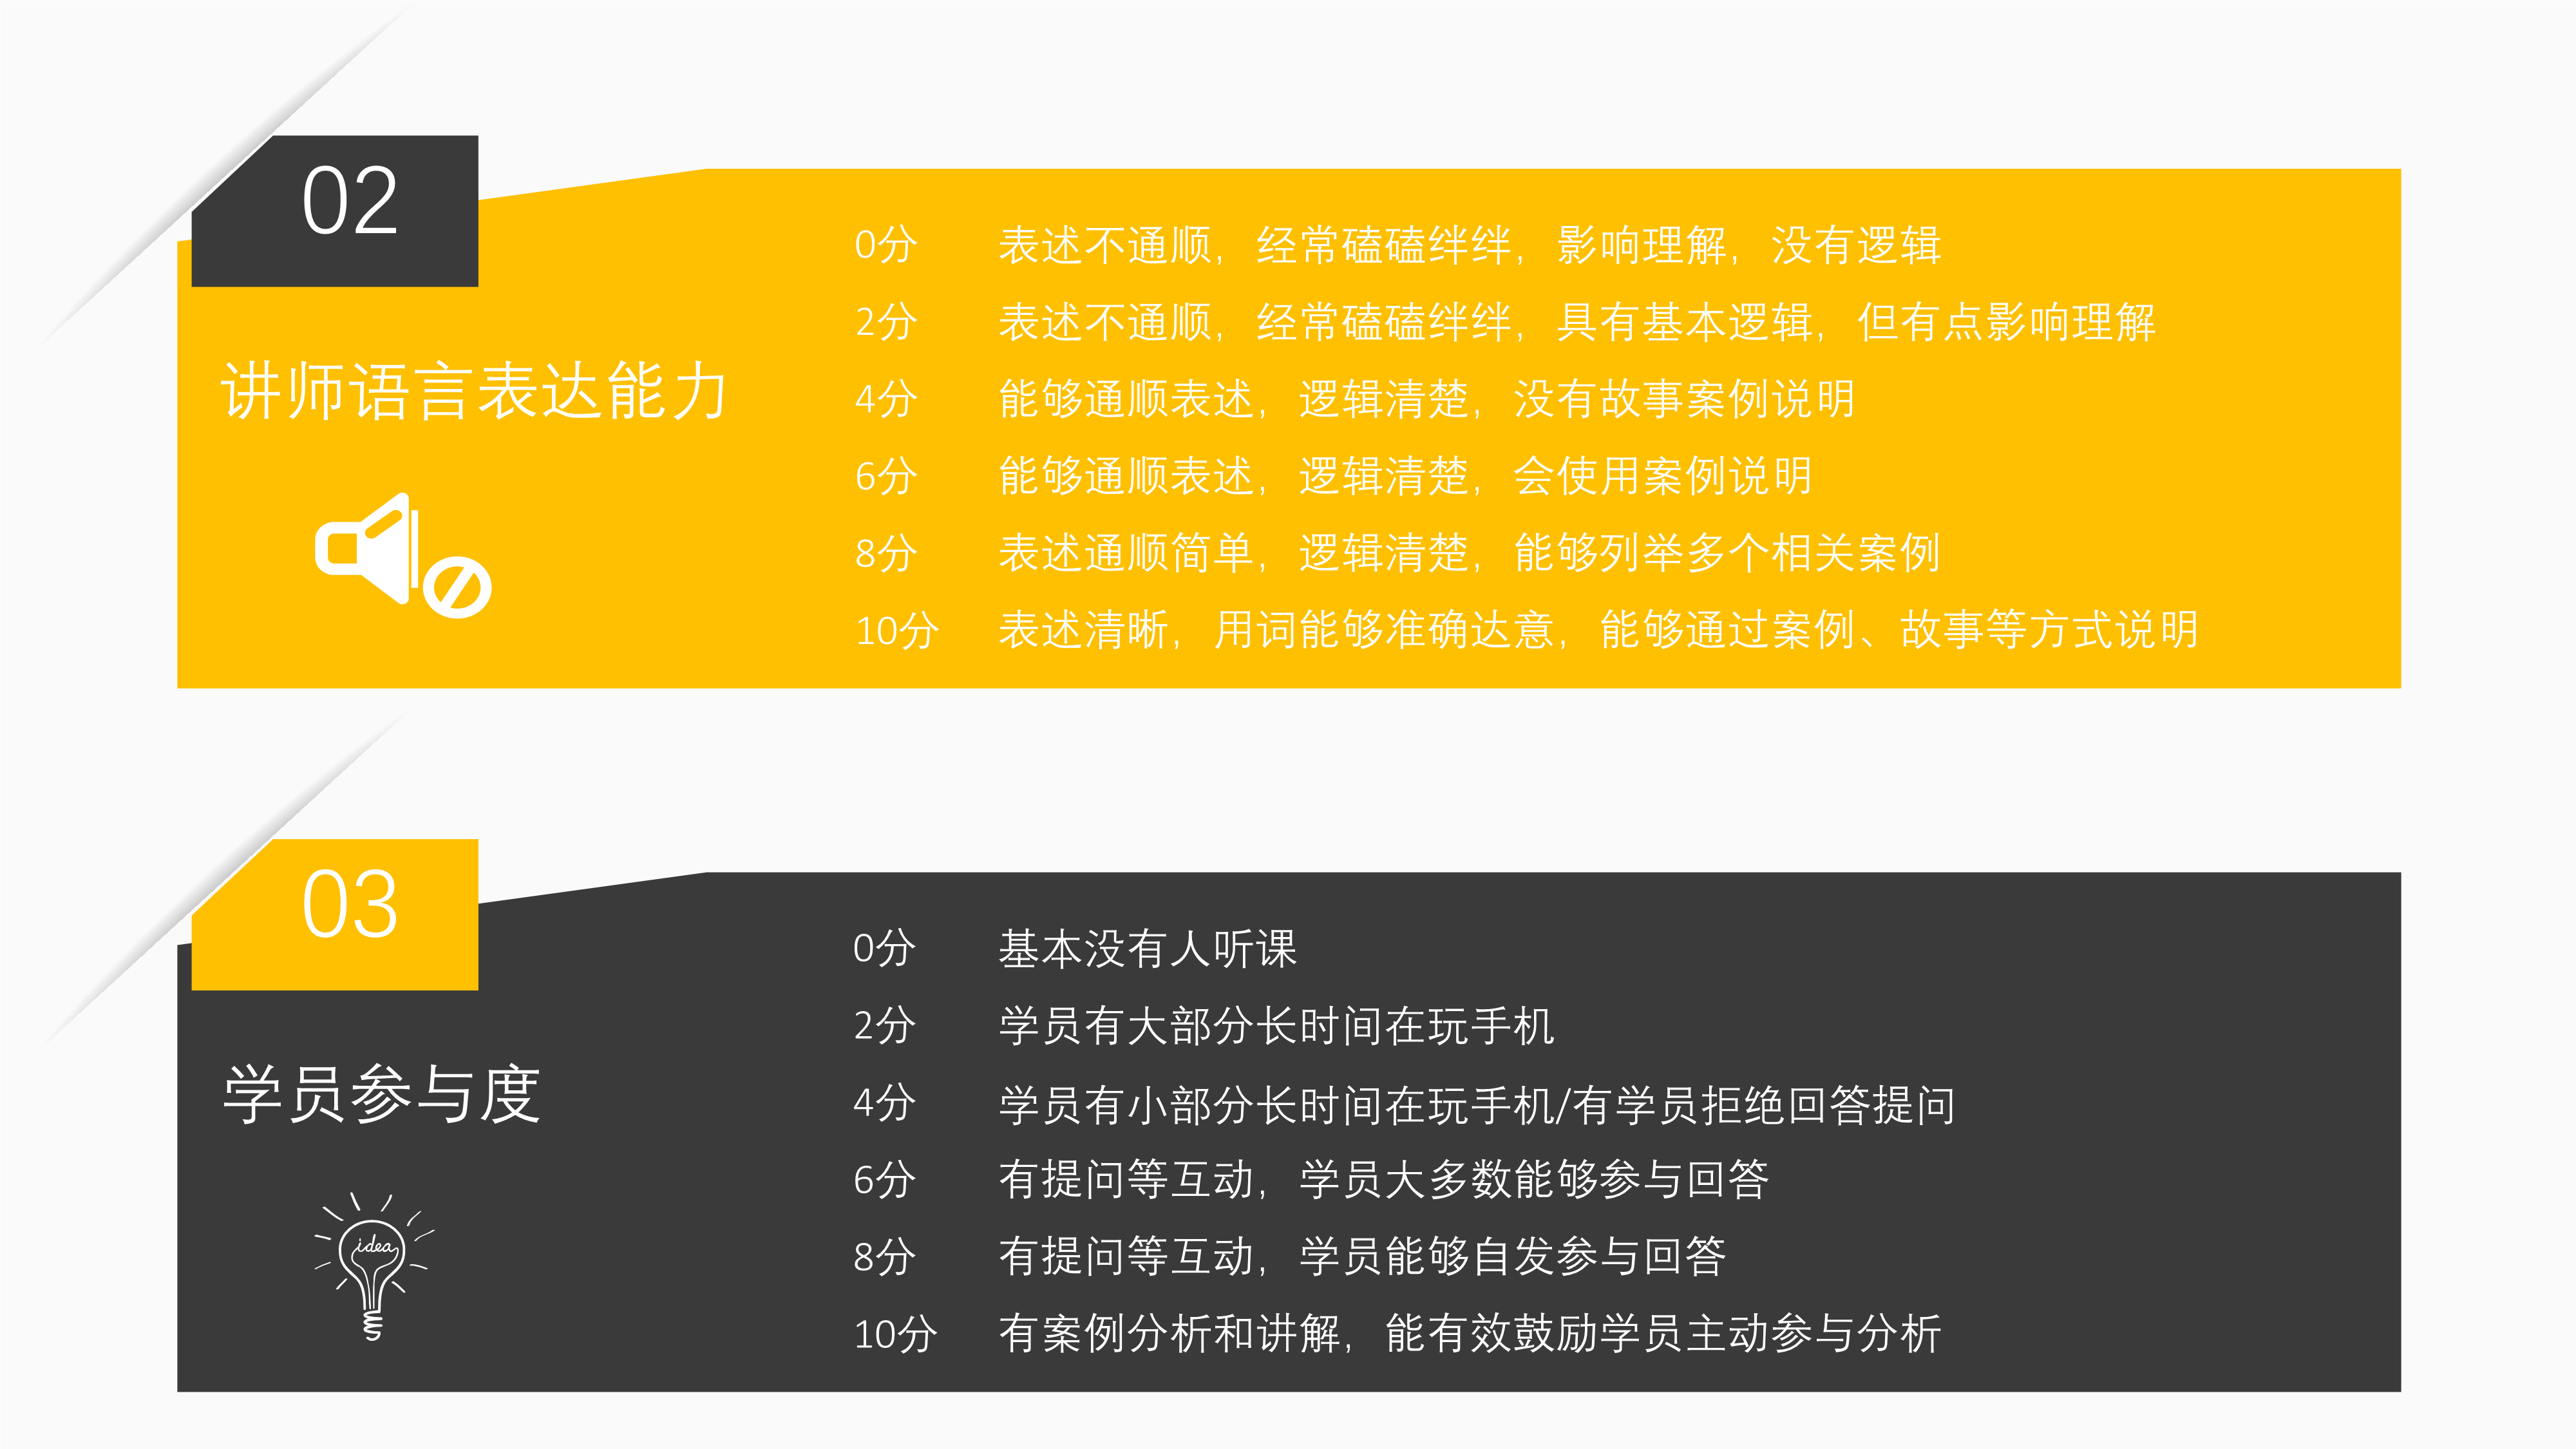 02
讲师语言表达能力
0分 表述不通顺，经常磕磕绊绊，影响理解，没有逻辑
2分 表述不通顺，经常磕磕绊绊，具有基本逻辑，但有点影响理解
4分 能够通顺表述，逻辑清楚，没有故事案例说明
6分 能够通顺表述，逻辑清楚，会使用案例说明
8分 表述通顺简单，逻辑清楚，能够列举多个相关案例
10分 表述清晰，用词能够准确达意，能够通过案例、故事等方式说明
03
学员参与度
idea
0分 基本没有人听课
2分 学员有大部分长时间在玩手机
4分 学员有小部分长时间在玩手机/有学员拒绝回答提问
6分 有提问等互动，学员大多数能够参与回答
8分 有提问等互动，学员能够自发参与回答
10分 有案例分析和讲解，能有效鼓励学员主动参与分析